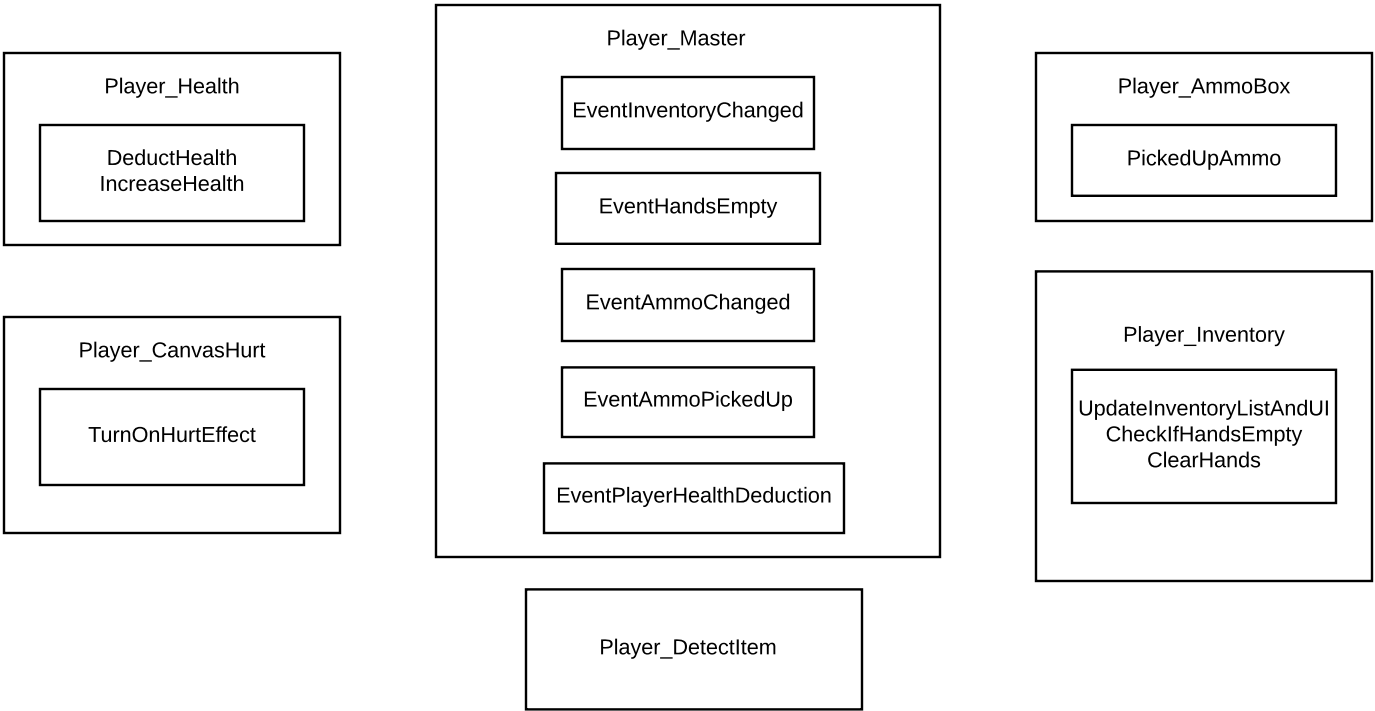 Player_Master
EventInventoryChanged
EventHandsEmpty
EventAmmoChanged
EventAmmoPickedUp
EventPlayerHealthDeduction
Player_Health
DeductHealth
IncreaseHealth
Player_CanvasHurt
TurnOnHurtEffect
Player_AmmoBox
PickedUpAmmo
Player_Inventory
UpdateInventoryListAndUI
CheckIfHandsEmpty
ClearHands
Player_DetectItem